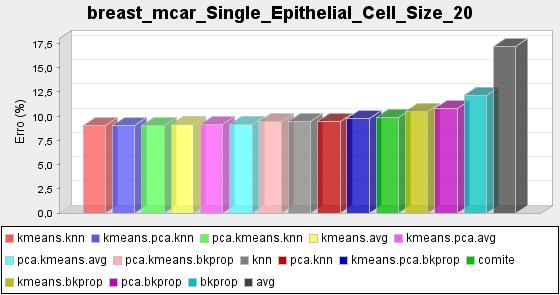 breast_mcar_Single_Epithelial_Cell_Size_20
Erro (%)
17,5
15,0
12,5
10,0
7,5
5,0
2,5
0,0
kmeans.knn kmeans.pca.knn pca.kmeans.knn kmeans.avg kmeans.pca.avg
pca.kmeans.avg pca.kmeans.bkprop knn pca.knn kmeans.pca.bkprop comite
kmeans.bkprop pca.bkprop bkprop avg